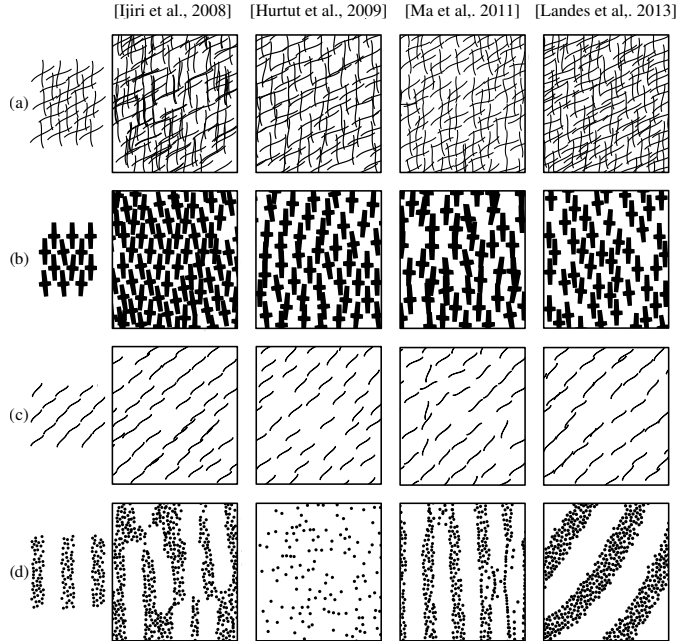 [Ijiri et al., 2008] [Hurtut et al., 2009] [Ma et al,. 2011] [Landes et al,. 2013]
(a)
(b)
(c)
(d)